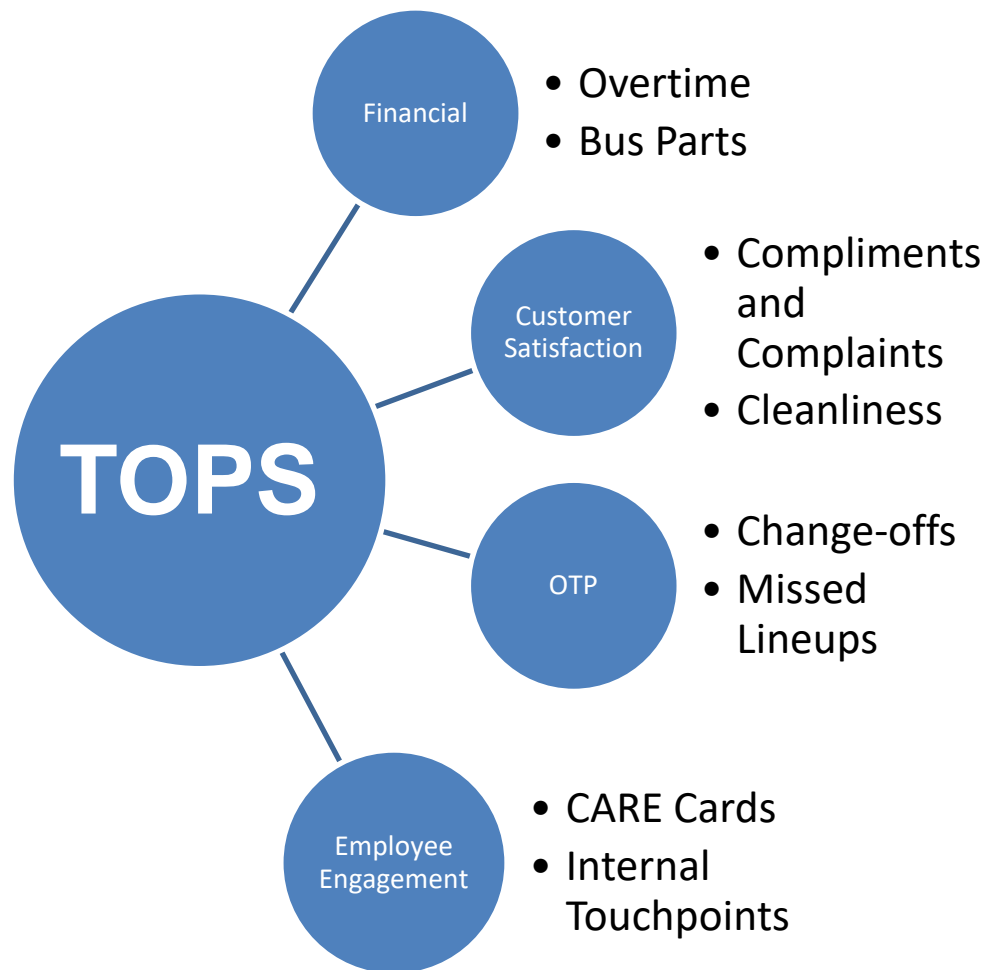 Financial
• Overtime
• Bus Parts
Customer
Satisfaction
• Compliments
and
Complaints
• Cleanliness
TOPS
OTP
• Change-offs
• Missed
Lineups
Employee
Engagement
• CARE Cards
• Internal
Touchpoints